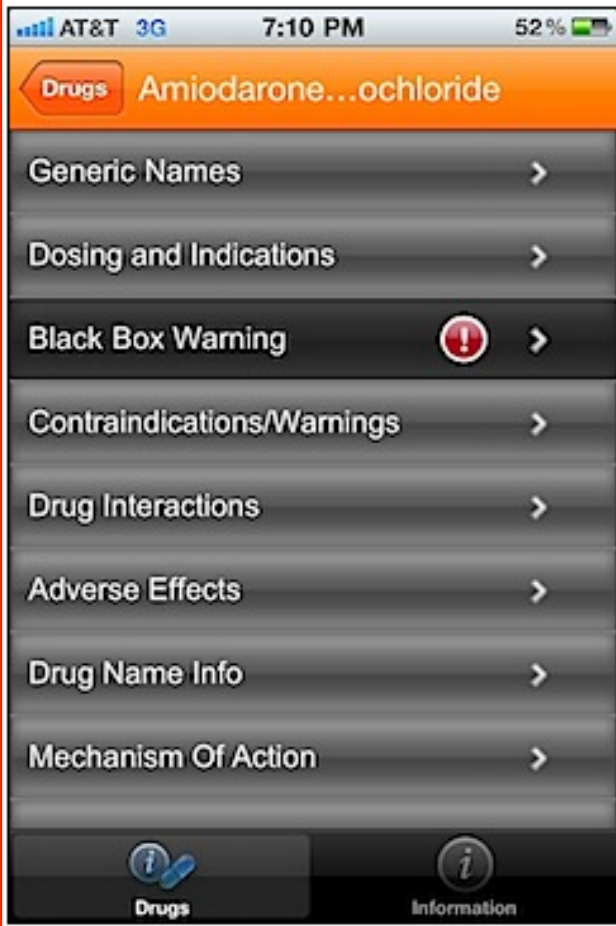 AT&T 3G 7:10 PM 52%
Drugs Amiodarone...ochloride
Generic Names
Dosing and Indications
Black Box Warning !
Contraindications/Warnings
Drug Interactions
Adverse Effects
Drug Name Info
Mechanism Of Action
i i
Drugs Information